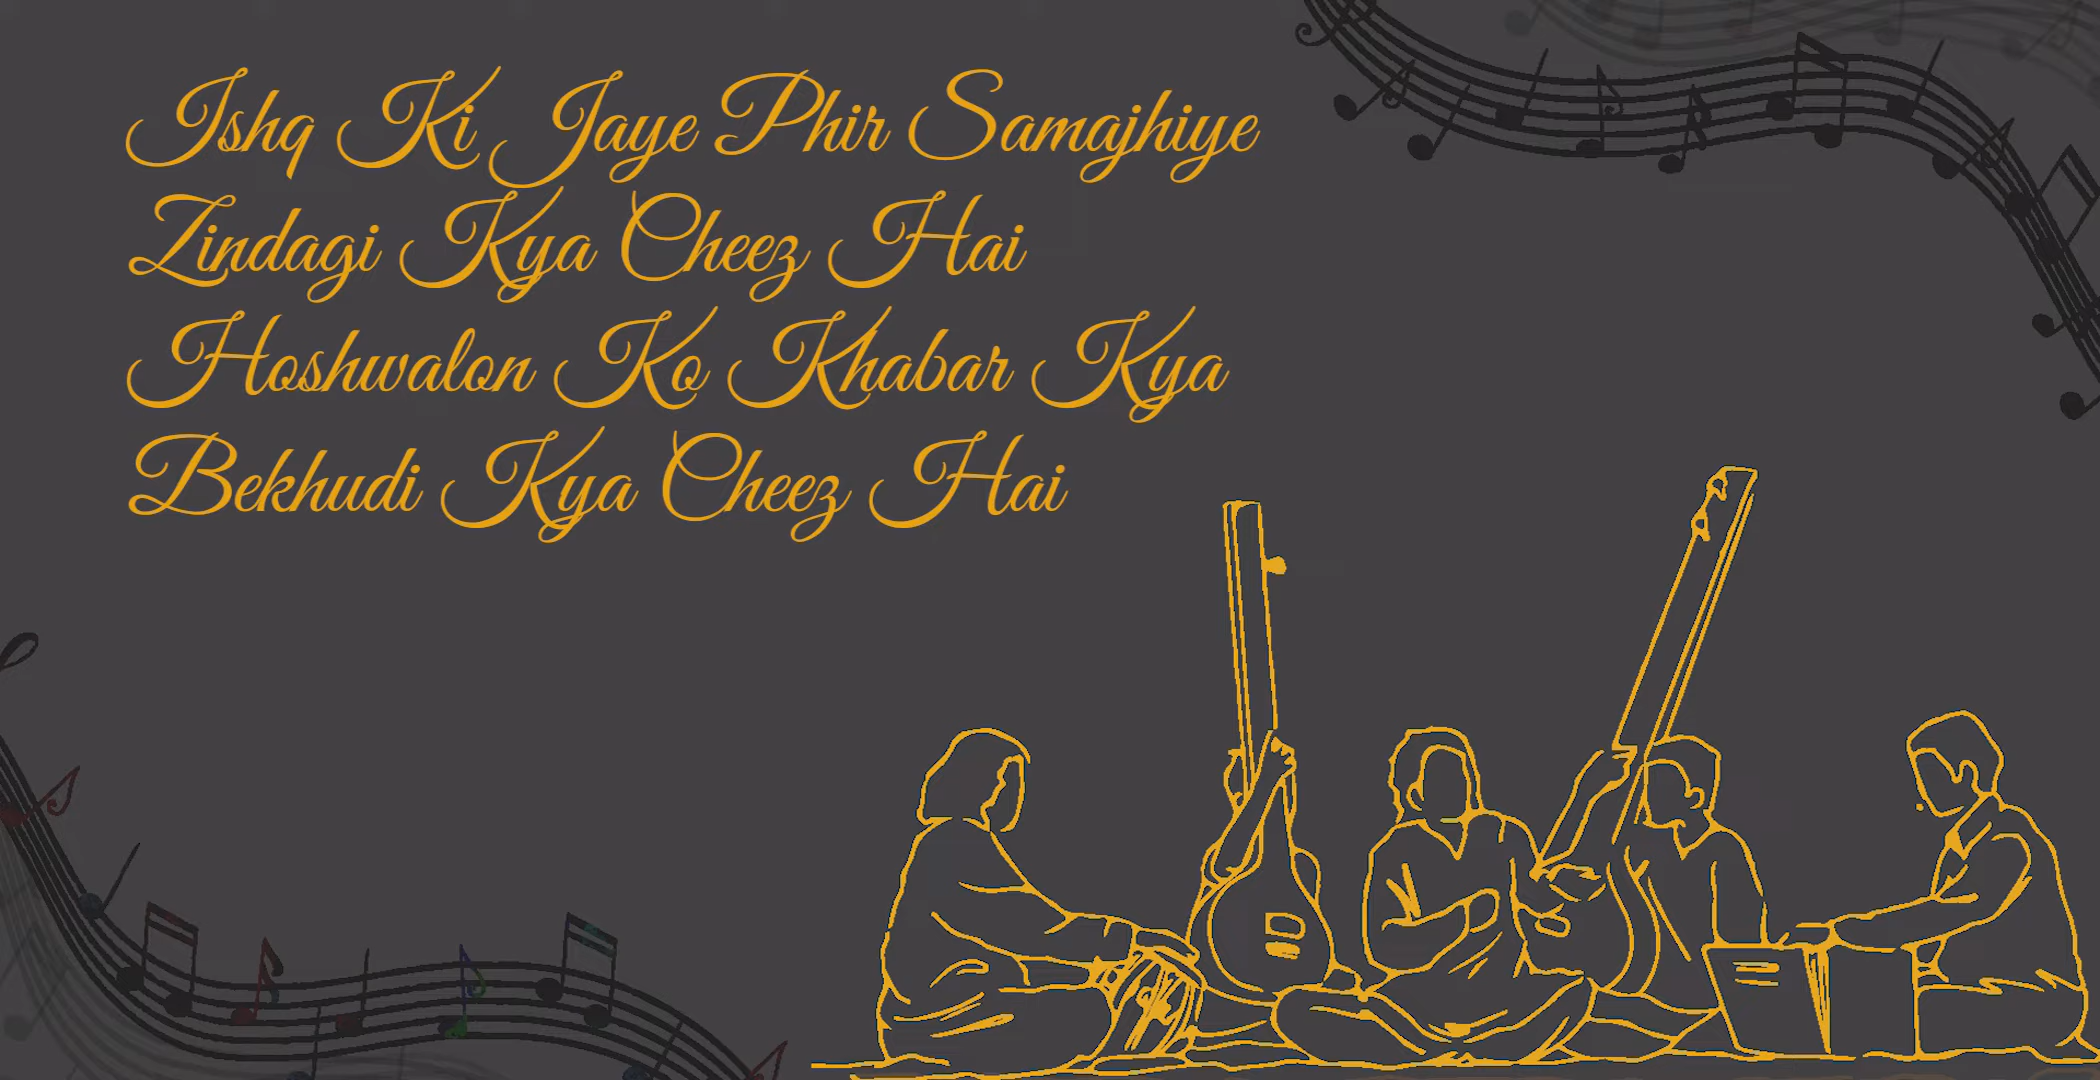 Ishq Ki Jaye Phir Samajhiye
Zindagi Kya Cheez Hai
Hoshwalon Ko Khabar Kya
Bekhudi Kya Cheez Hai